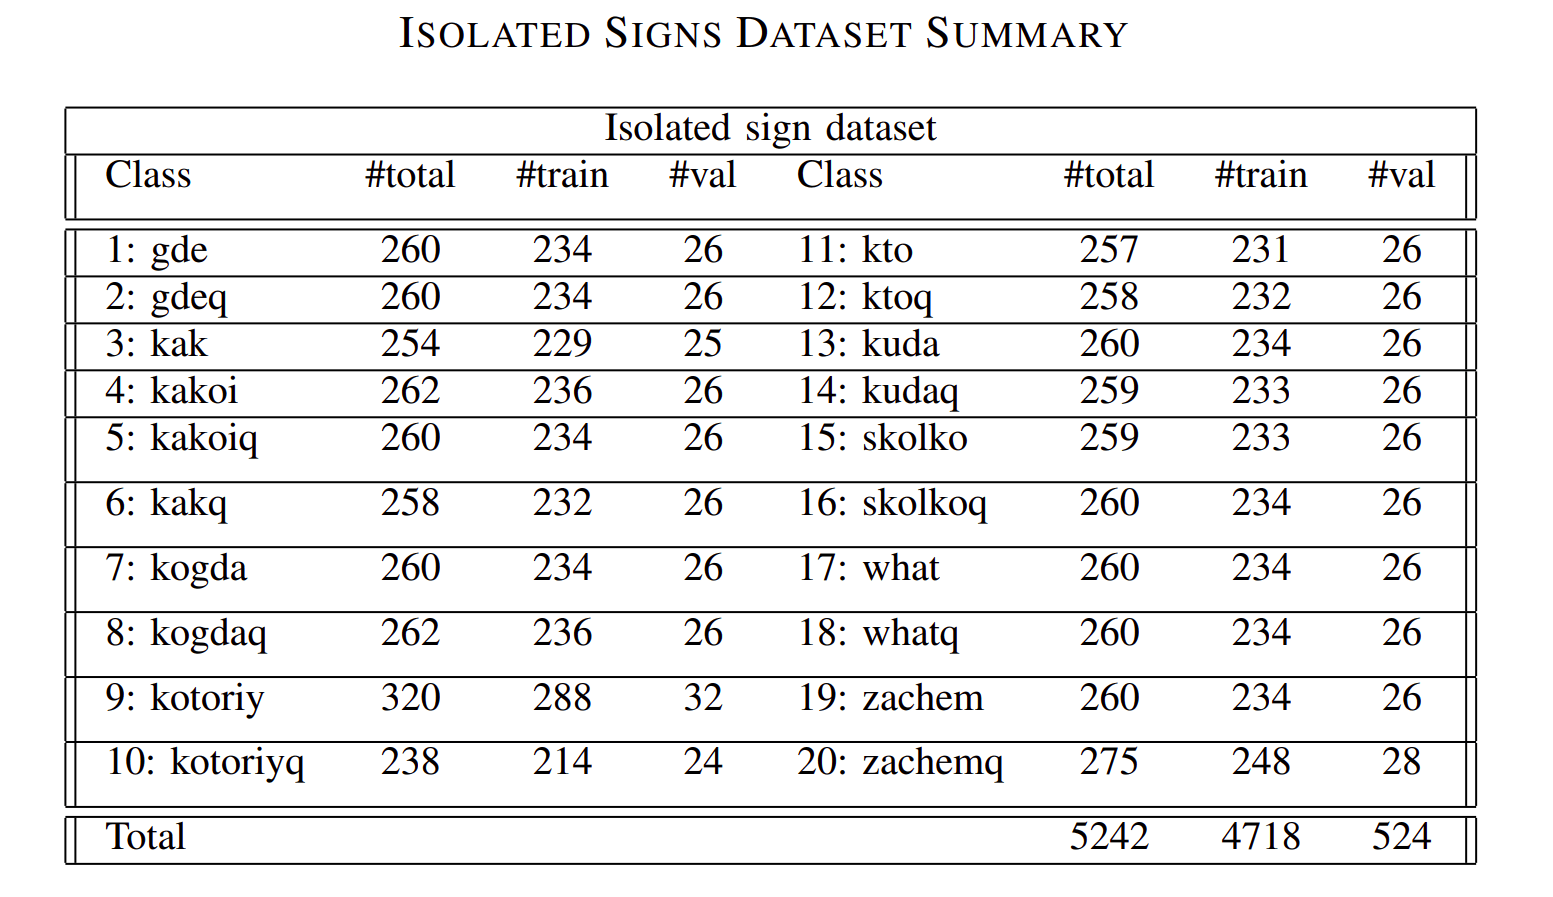 ISOLATED SIGNS DATASET SUMMARY
Isolated sign dataset
Class #total #train #val Class #total #train #val
1: gde 260 234 26 11: kto 257 231 26
2: gdeq 260 234 26 12: ktoq 258 232 26
3: kak 254 229 25 13: kuda 260 234 26
4: kakoi 262 236 26 14: kudaq 259 233 26
5: kakoiq 260 234 26 15: skolko 259 233 26
6: kakq 258 232 26 16: skolkoq 260 234 26
7: kogda 260 234 26 17: what 260 234 26
8: kogdaq 262 236 26 18: whatq 260 234 26
9: kotoriy 320 288 32 19: zachem 260 234 26
10: kotoriyq 238 214 24 20: zachemq 275 248 28
Total 5242 4718 524